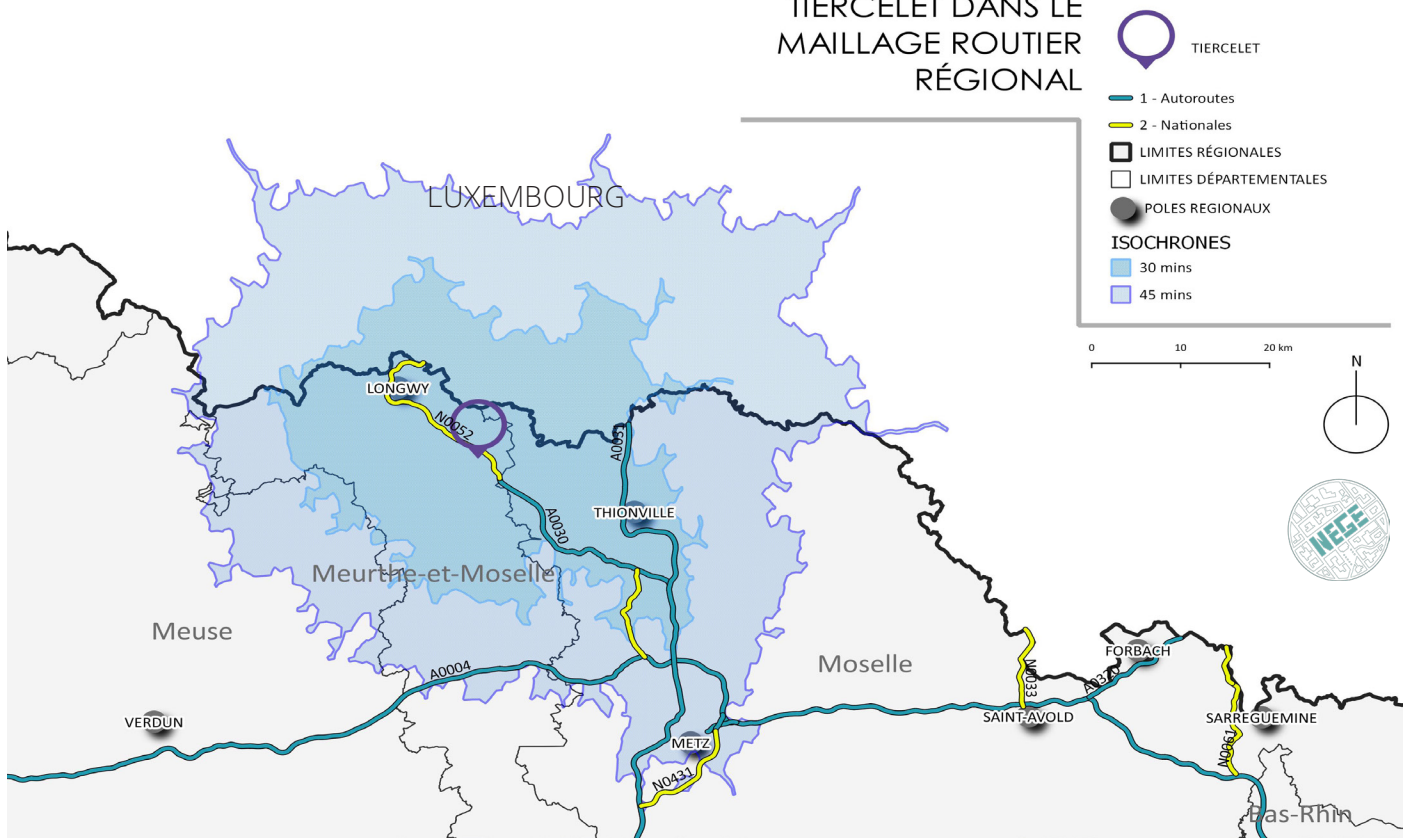 TIERCELET DANS LE
MAILLAGE ROUTIER
RÉGIONAL
TIERCELET
1 - Autoroutes
2 - Nationales
LIMITES RÉGIONALES
LIMITES DÉPARTEMENTALES
POLES REGIONAUX
ISOCHRONES
30 mins
45 mins
0 10 20 km
N
NEGE
LUXEMBOURG
LONGWY
N0052
A0031
THIONVILLE
A0030
Meurthe-et-Moselle
Meuse
Moselle
A0004
FORBACH
N0033
VERDUN
SAINT-AVOLD
SARREGUEMINE
METZ
N0431
N0061
Bas-Rhin